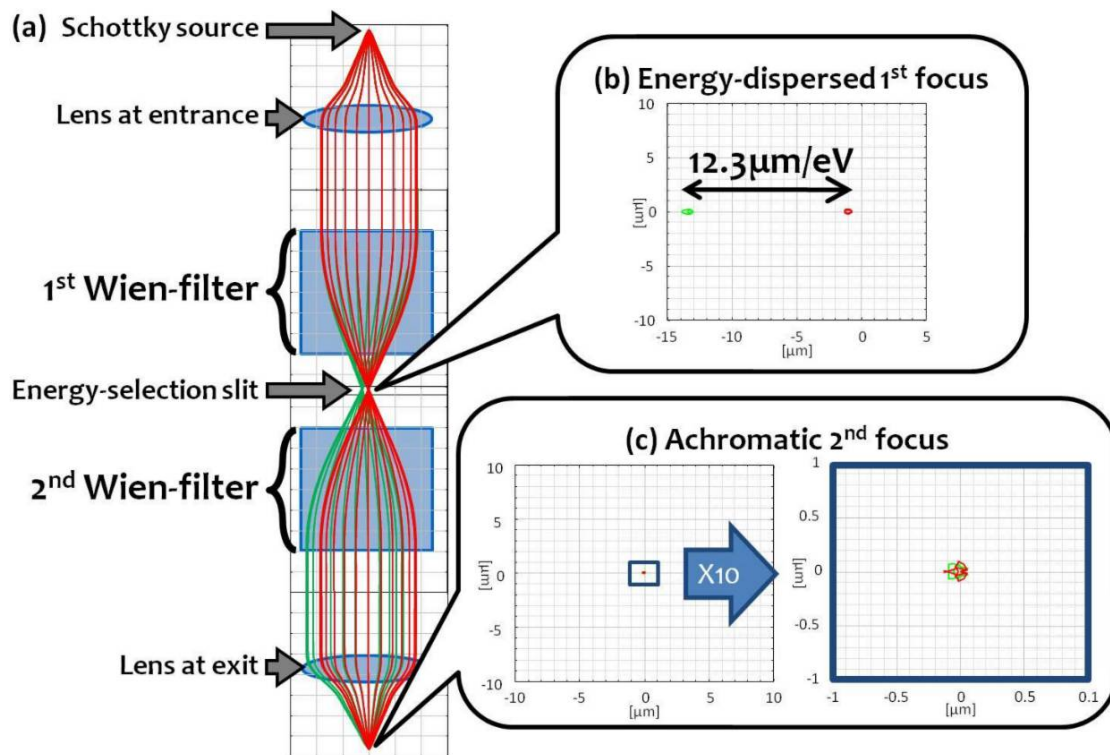 (a) Schottky source
Lens at entrance
1st Wien-filter
Energy-selection slit
2nd Wien-filter
Lens at exit
(b) Energy-dispersed 1st focus
10
5
0
-5
-10
[μm]
12.3μm/eV
-15 -10 -5 0 5
[μm]
(c) Achromatic 2nd focus
10
5
0
-5
-10
[μm]
-10 -5 0 5 10
[μm]
X10
1
0.5
0
-0.5
-1
[μm]
-1 -0.5 0 0.5 0.1
[μm]